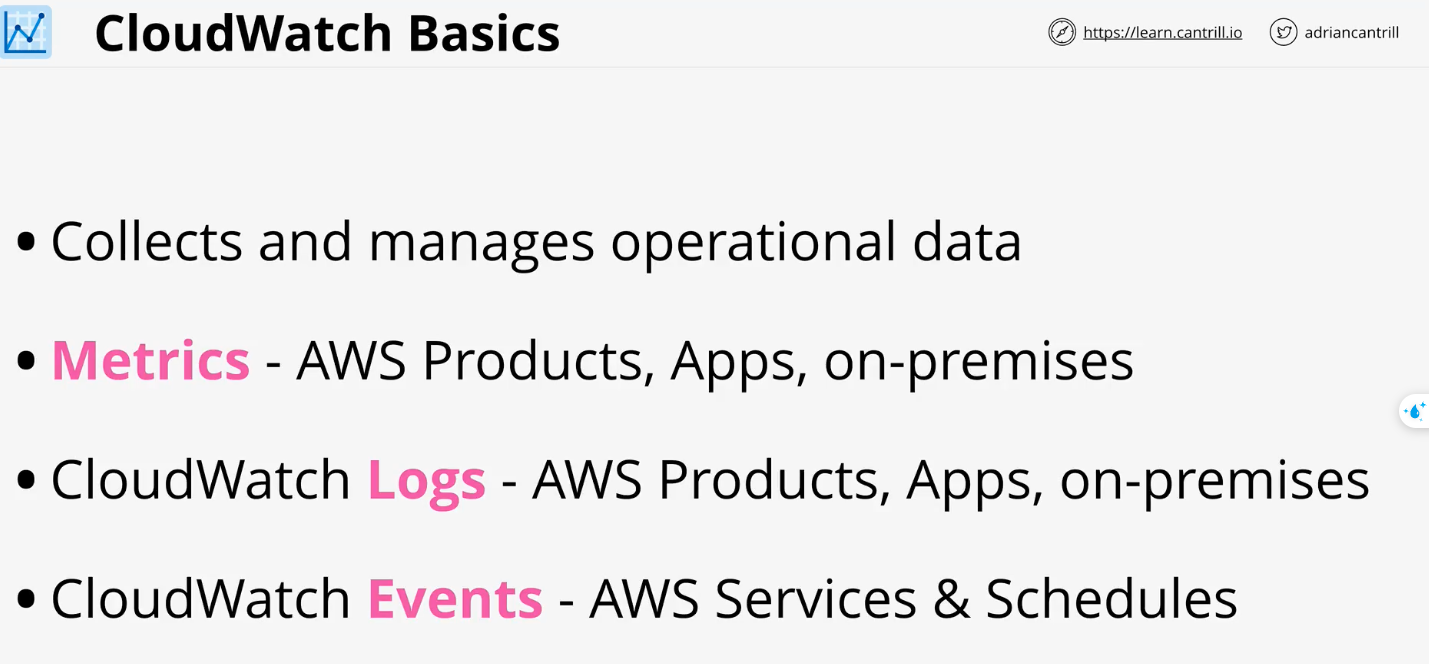 CloudWatch Basics
https://learn.cantrill.io
adriancantrill
• Collects and manages operational data
• Metrics - AWS Products, Apps, on-premises
• CloudWatch Logs - AWS Products, Apps, on-premises
• CloudWatch Events - AWS Services & Schedules